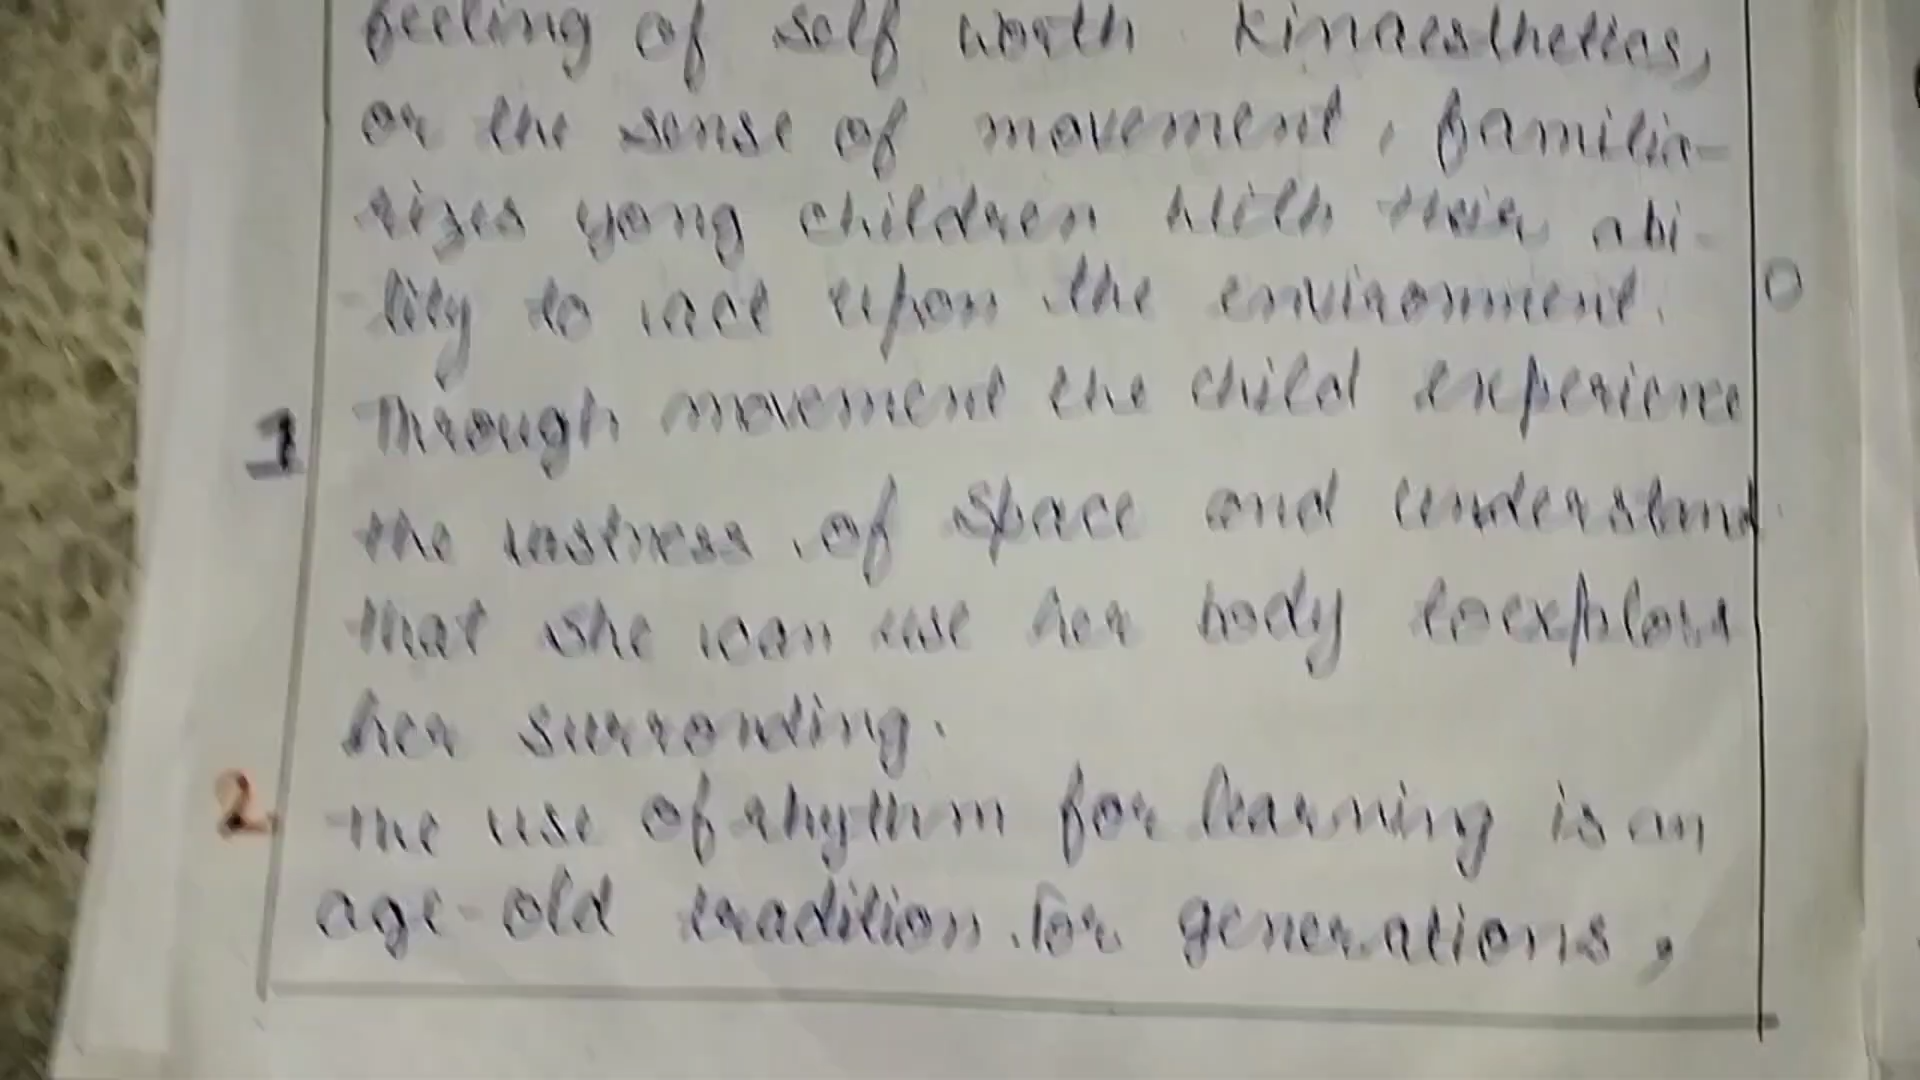 feeling of self worth. Kinaesthetics,
or the sense of movement, familia-
rizes yong children with their abi-
-lity to act upon the environment.
1 Through movement the child experience
the vastness of space and understand
that she can use her body toexplore
her surronding.
2. The use of rhythm for learning is an
age-old tradition. For generations,